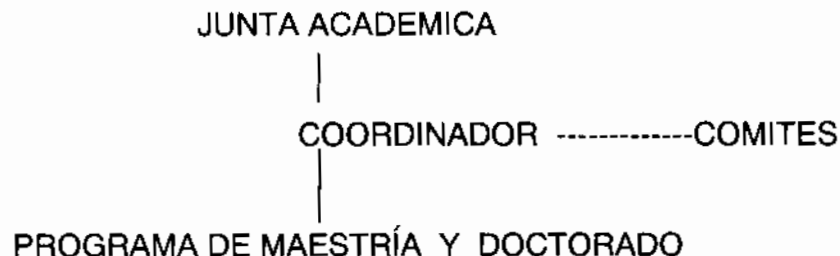 JUNTA ACADEMICA
COORDINADOR ------------COMITES
PROGRAMA DE MAESTRÍA Y DOCTORADO